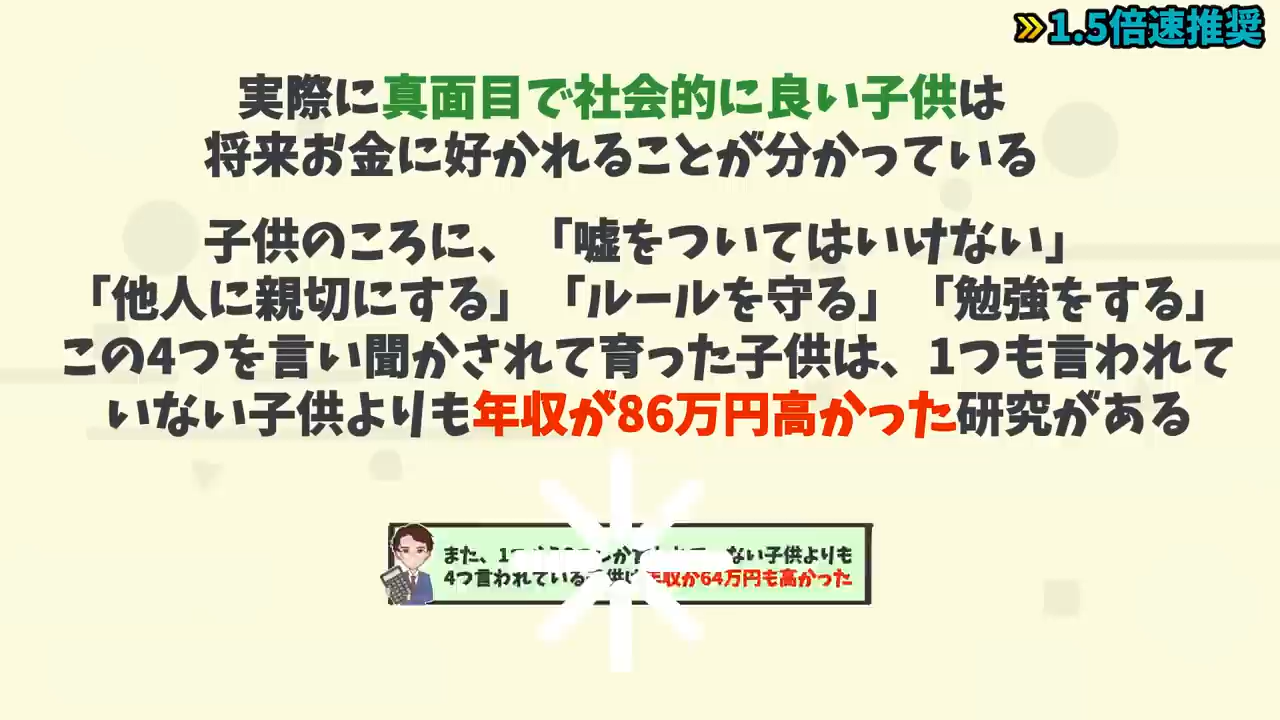 1.5倍速推奨
実際に真面目で社会的に良い子供は
将来お金に好かれることが分かっている
子供のころに、「嘘をついてはいけない」
「他人に親切にする」「ルールを守る」「勉強をする」
この4つを言い聞かされて育った子供は、1つも言われて
いない子供よりも年収が86万円高かった研究がある
また、1つ ない子供よりも
4つ言われている子供は年収が64万円も高かった